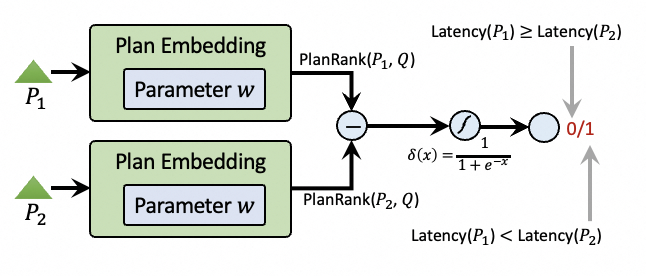 Plan Embedding
Parameter w
P₁
PlanRank(P₁, Q)
Latency(P₁) ≥ Latency(P₂)
−
∫
0/1
δ(x) = 1 / (1 + e⁻ˣ)
Plan Embedding
Parameter w
P₂
PlanRank(P₂, Q)
Latency(P₁) < Latency(P₂)